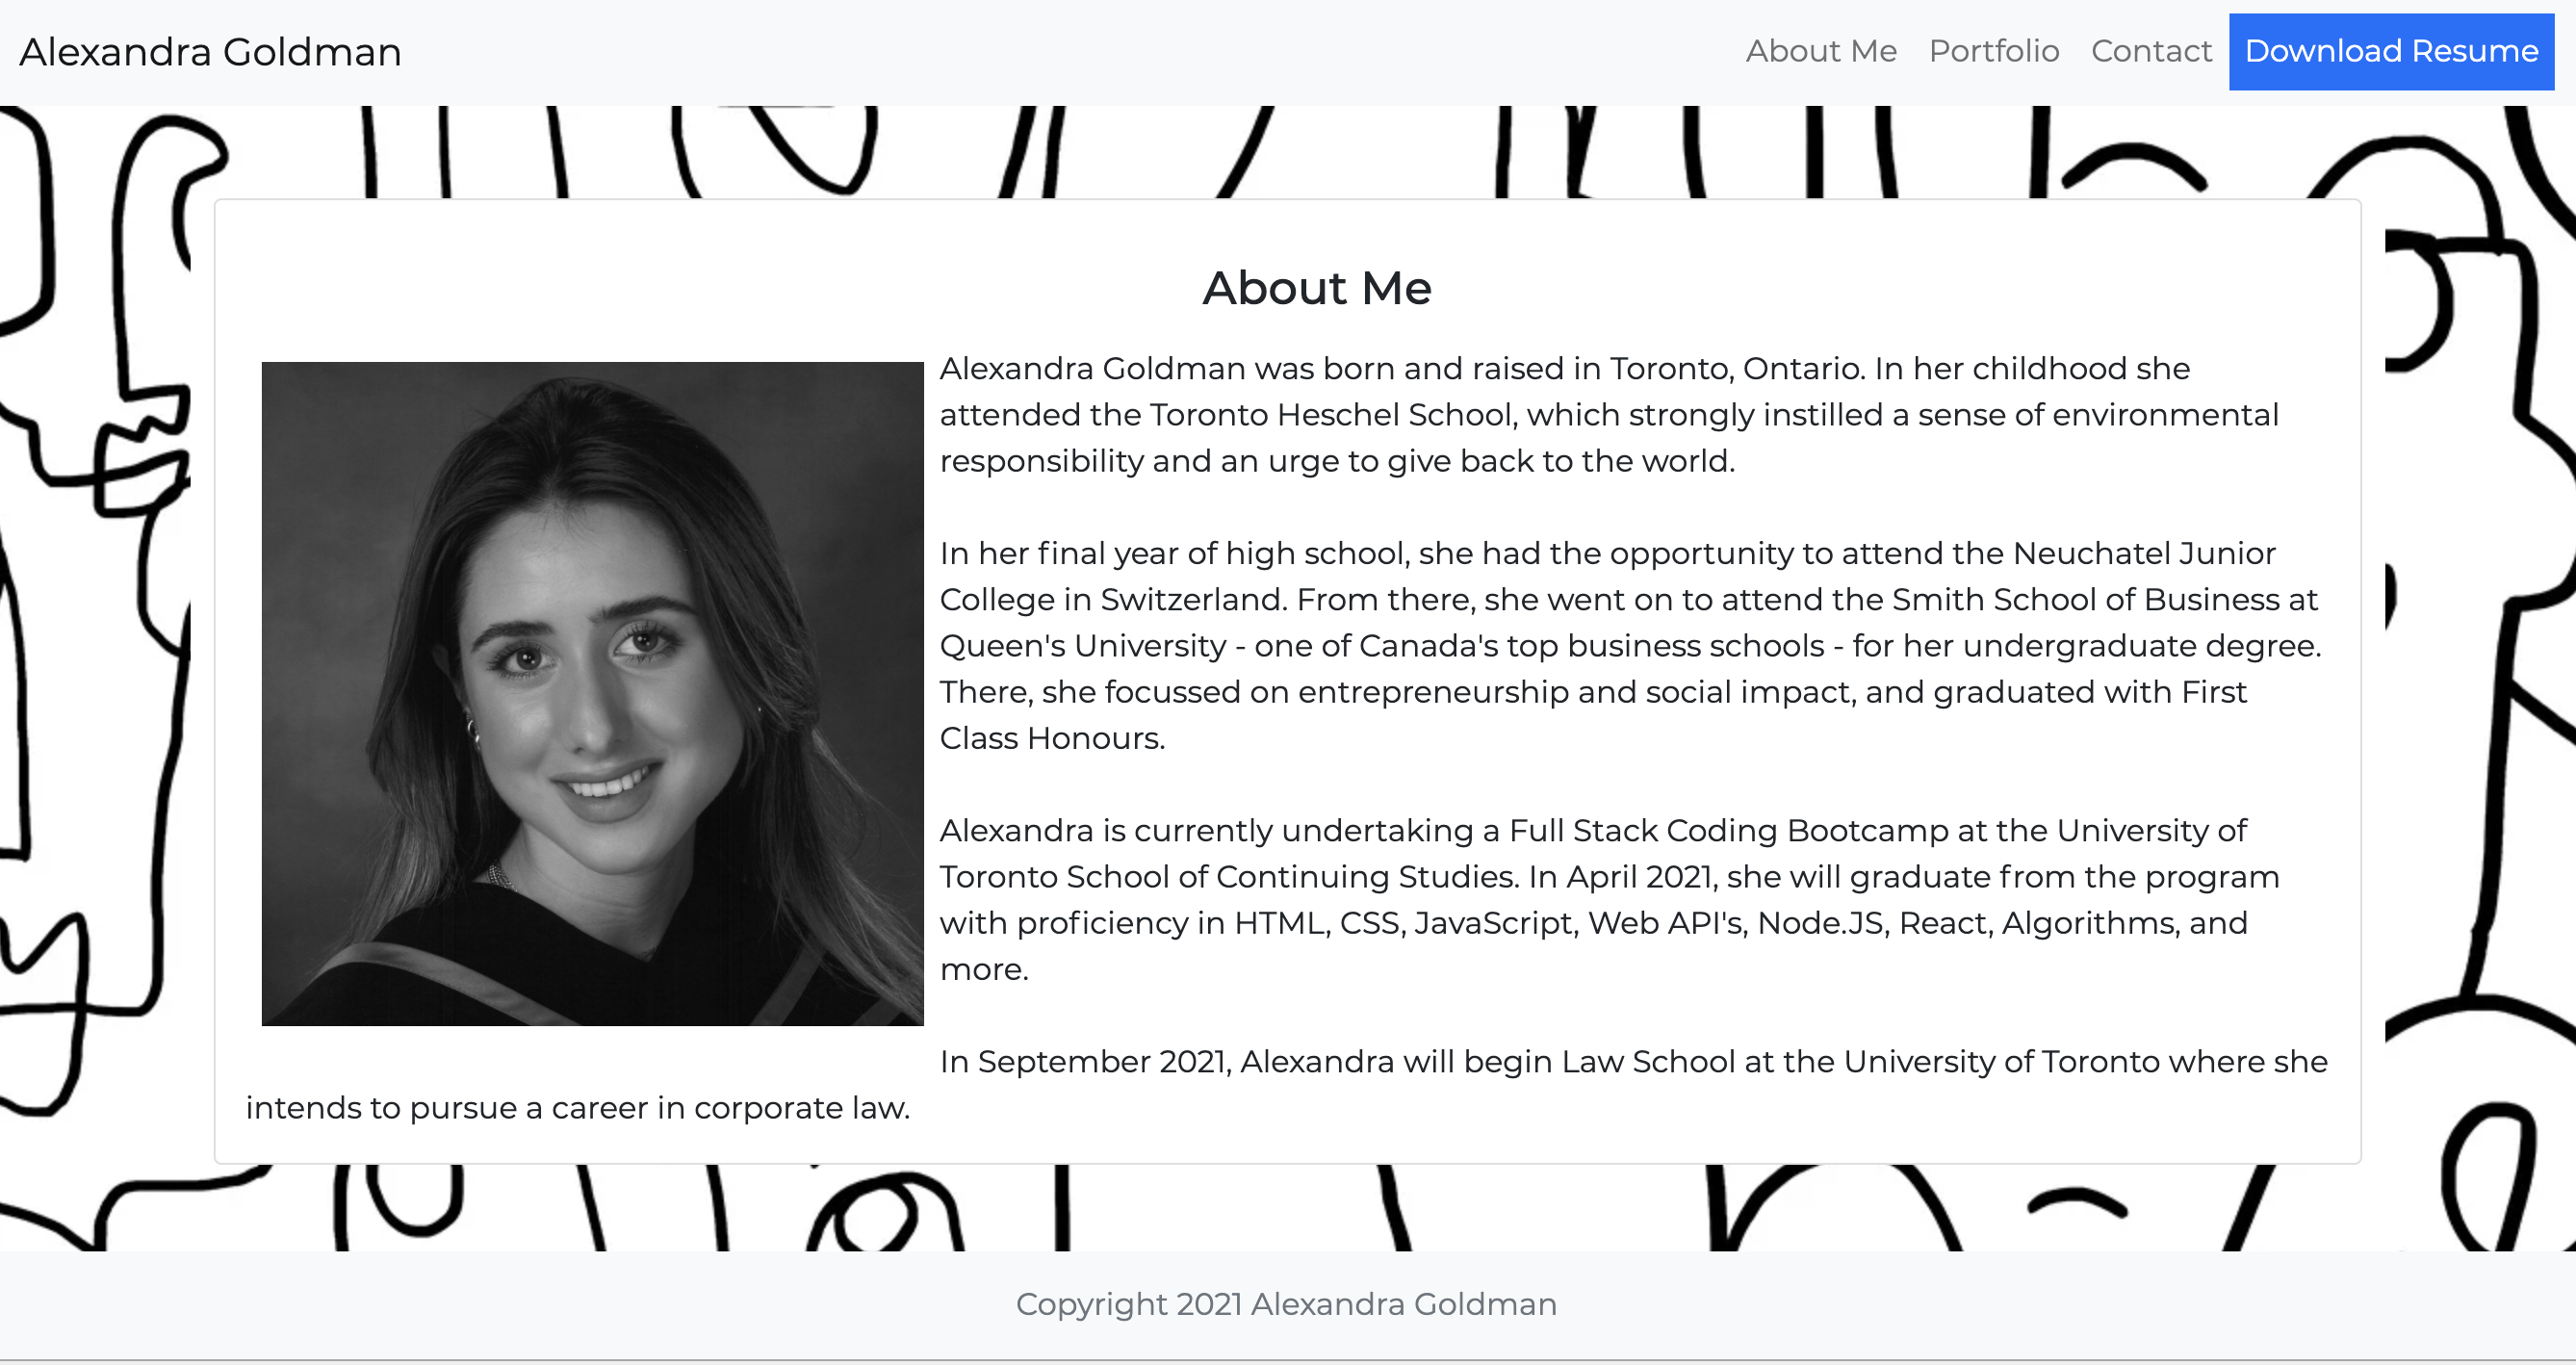 Alexandra Goldman
About Me
Portfolio
Contact
Download Resume
About Me
Alexandra Goldman was born and raised in Toronto, Ontario. In her childhood she
attended the Toronto Heschel School, which strongly instilled a sense of environmental
responsibility and an urge to give back to the world.
In her final year of high school, she had the opportunity to attend the Neuchatel Junior
College in Switzerland. From there, she went on to attend the Smith School of Business at
Queen's University - one of Canada's top business schools - for her undergraduate degree.
There, she focussed on entrepreneurship and social impact, and graduated with First
Class Honours.
Alexandra is currently undertaking a Full Stack Coding Bootcamp at the University of
Toronto School of Continuing Studies. In April 2021, she will graduate from the program
with proficiency in HTML, CSS, JavaScript, Web API's, Node.JS, React, Algorithms, and
more.
In September 2021, Alexandra will begin Law School at the University of Toronto where she
intends to pursue a career in corporate law.
Copyright 2021 Alexandra Goldman